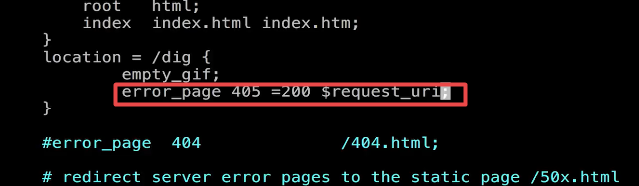 root   html;
index  index.html index.htm;
}
location = /dig {
empty_gif;
error_page 405 =200 $request_uri;
}
#error_page  404              /404.html;
# redirect server error pages to the static page /50x.html